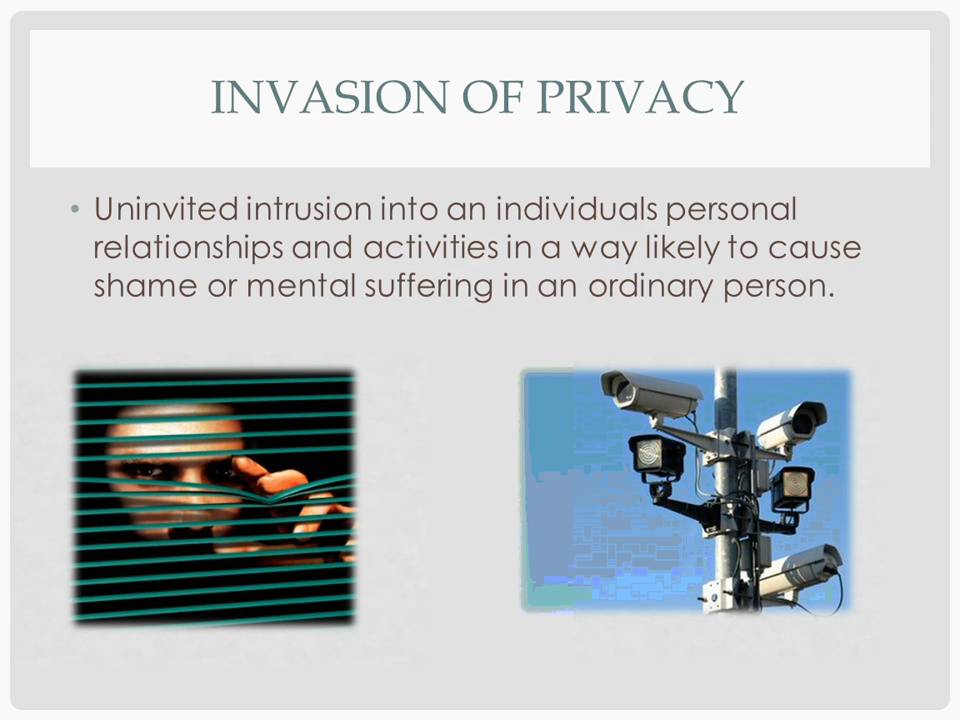 INVASION OF PRIVACY
• Uninvited intrusion into an individuals personal
relationships and activities in a way likely to cause
shame or mental suffering in an ordinary person.